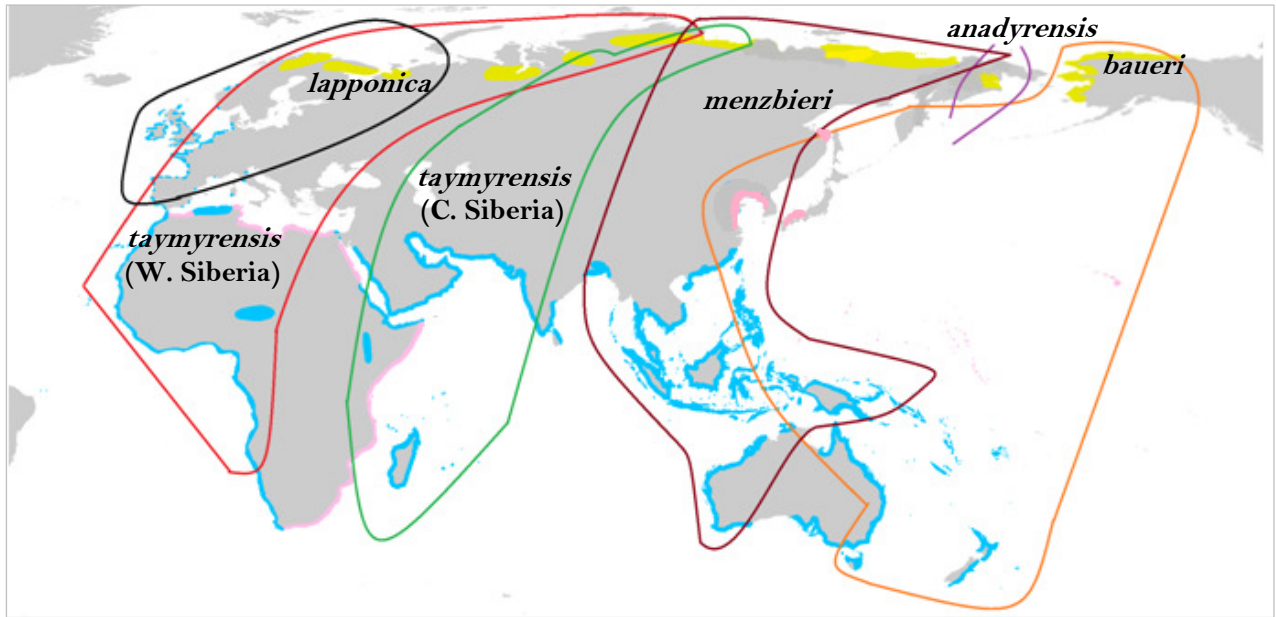 anadyrensis
baueri
lapponica
menzbieri
taymyrensis
(C. Siberia)
taymyrensis
(W. Siberia)